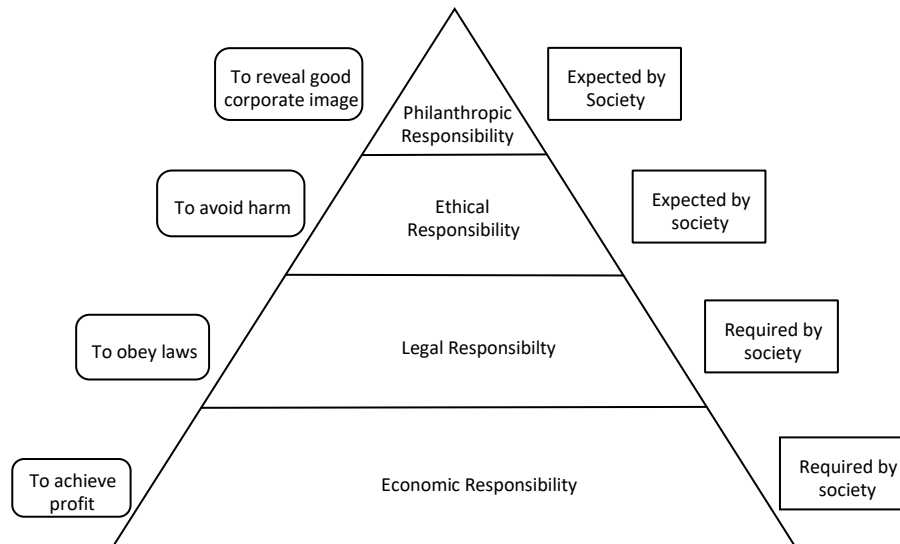 To reveal good
corporate image
Philanthropic
Responsibility
Expected by
Society
To avoid harm
Ethical
Responsibility
Expected by
society
To obey laws
Legal Responsibilty
Required by
society
To achieve
profit
Economic Responsibility
Required by
society